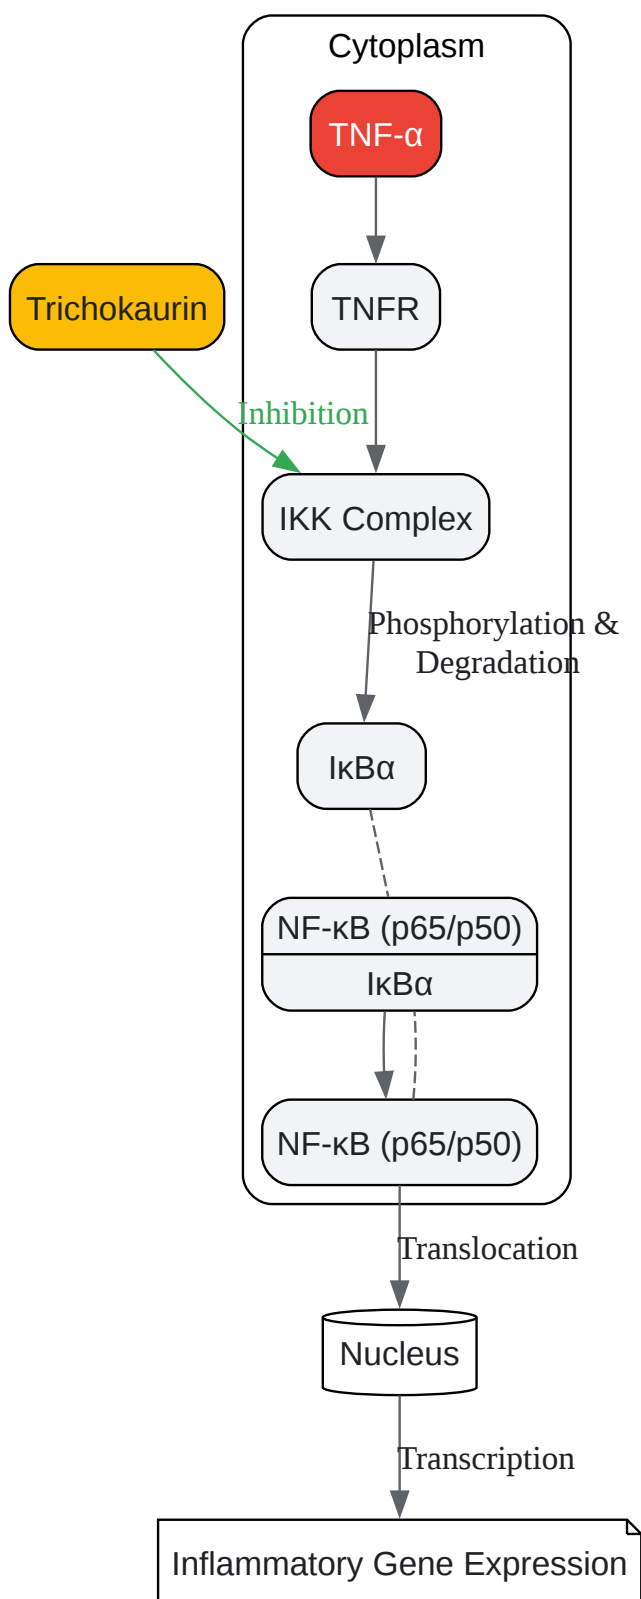 Cytoplasm
TNF-α
Trichokaurin
TNFR
Inhibition
IKK Complex
Phosphorylation &
Degradation
IκBα
NF-κB (p65/p50)
IκBα
NF-κB (p65/p50)
Translocation
Nucleus
Transcription
Inflammatory Gene Expression